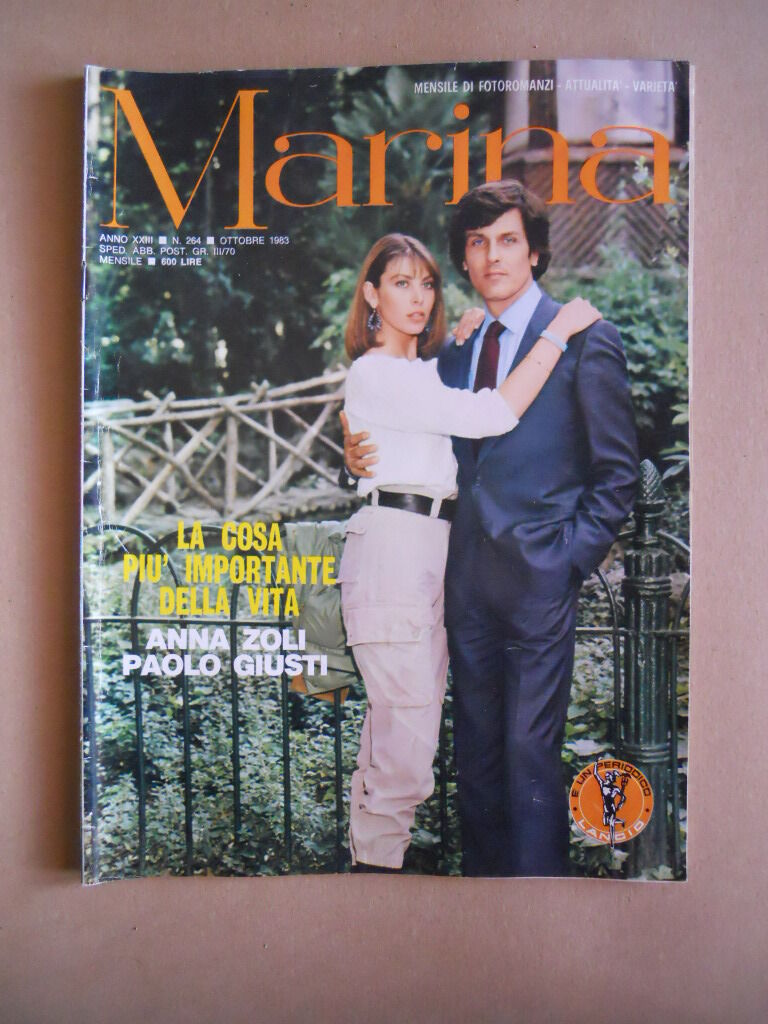 MENSILE DI FOTOROMANZI - ATTUALITA' - VARIETA'
Marina
ANNO XXIII ■ N. 264 ■ OTTOBRE 1983
SPED. ABB. POST. GR. III/70
MENSILE ■ 600 LIRE
LA COSA
PIU' IMPORTANTE
DELLA VITA
ANNA ZOLI
PAOLO GIUSTI
E UN PERIODICO
LANCIO